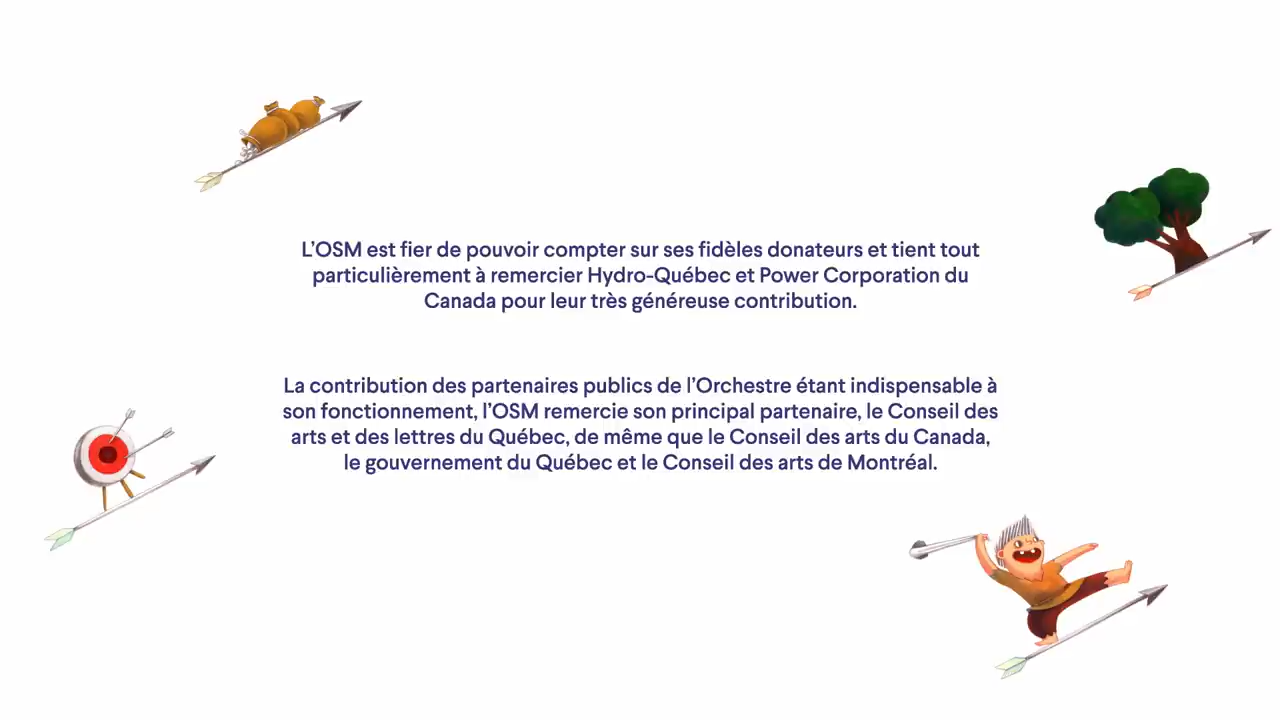 L’OSM est fier de pouvoir compter sur ses fidèles donateurs et tient tout
particulièrement à remercier Hydro-Québec et Power Corporation du
Canada pour leur très généreuse contribution.
La contribution des partenaires publics de l’Orchestre étant indispensable à
son fonctionnement, l’OSM remercie son principal partenaire, le Conseil des
arts et des lettres du Québec, de même que le Conseil des arts du Canada,
le gouvernement du Québec et le Conseil des arts de Montréal.